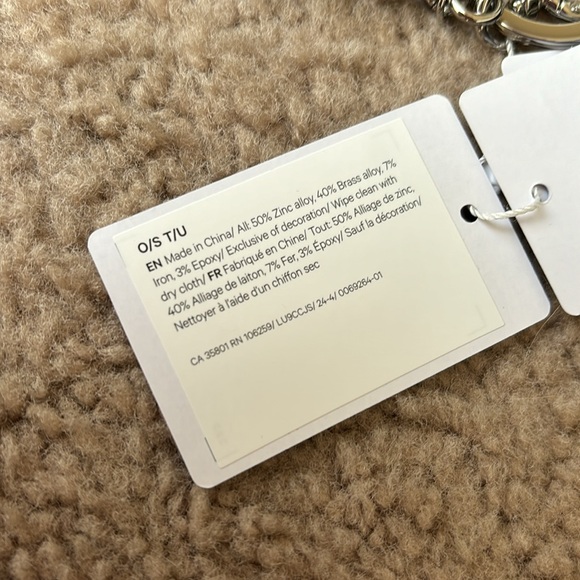 O/S T/U
EN Made in China/ All: 50% Zinc alloy, 40% Brass alloy, 7%
Iron, 3% Epoxy/ Exclusive of decoration/ Wipe clean with
dry cloth/ FR Fabriqué en Chine/ Tout: 50% Alliage de zinc,
40% Alliage de laiton, 7% Fer, 3% Époxy/ Sauf la décoration/
Nettoyer à l'aide d'un chiffon sec
CA 35801 RN 106259/ LU9CCJS/ 24-4/ 0069264-01